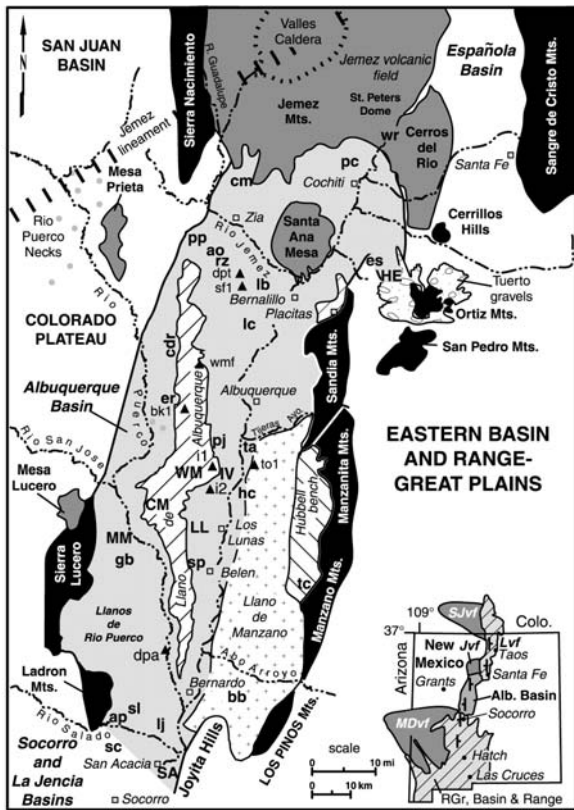 N
SAN JUAN
BASIN
Sierra Nacimiento
R. Guadalupe
Valles
Caldera
Jemez volcanic
field
Jemez
Mts.
St. Peters
Dome
Española
Basin
Sangre de Cristo Mts.
Jemez
lineament
Mesa
Prieta
Rio
Puerco
Necks
wr
Cerros
del
Rio
Santa Fe
pc
cm
Cochiti
Zia
Santa
Ana
Mesa
Cerrillos
Hills
pp
ao
rz
dpt
sf1
Rio Jemez
lb
Bernalillo
Placitas
es
HE
Tuerto
gravels
Ortiz Mts.
San Pedro Mts.
Rio
Puerco
COLORADO
PLATEAU
lc
cdr
wmf
Sandia Mts.
Albuquerque
Basin
er
bk1
Albuquerque
Albuquerque
Tijeras Ayo.
EASTERN BASIN
AND RANGE-
GREAT PLAINS
Rio San Jose
pj
i1
ta
to1
WM
IV
i2
hc
Mesa
Lucero
CM
de
Hubbell
bench
Manzanita Mts.
MM
gb
LL
Los
Lunas
Sierra
Lucero
sp
Belen
tc
Llano
Llanos de
Rio Puerco
Llano
de
Manzano
Manzano Mts.
dpa
Abo Arroyo
Ladron
Mts.
Bernardo
bb
sl
ap
lj
Rio Salado
sc
San Acacia
SA
Joyita Hills
LOS PINOS Mts.
Socorro
and
La Jencia
Basins
Socorro
scale
10 mi
10 km
109°
37°
SJvf
Colo.
Arizona
New
Mexico
Jvf
Lvf
Taos
Santa Fe
Grants
Alb. Basin
Socorro
MDvf
Hatch
Las Cruces
RGr, Basin & Range